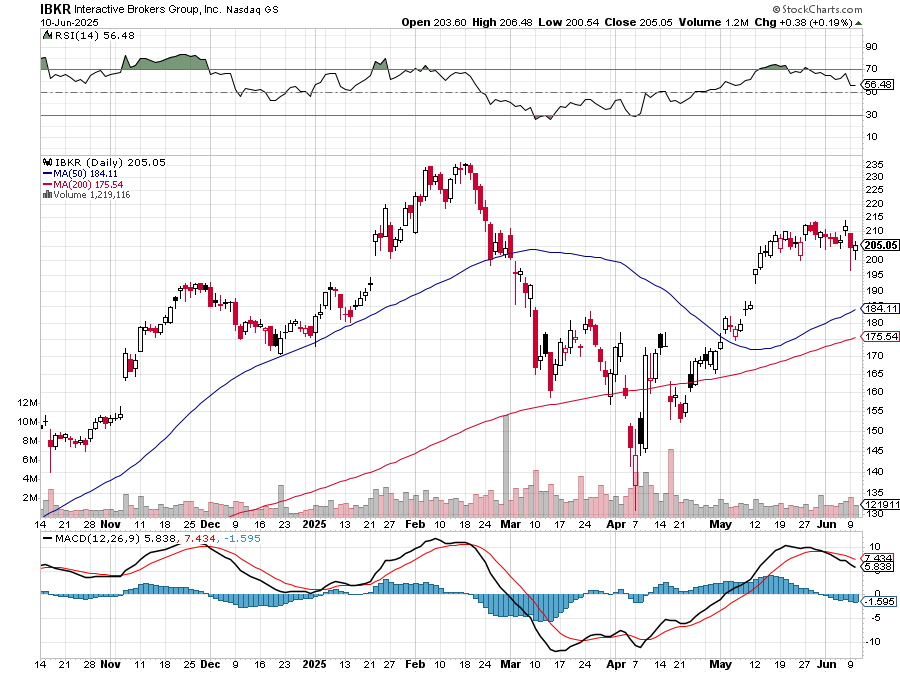 IBKR Interactive Brokers Group, Inc. Nasdaq GS
© StockCharts.com
10-Jun-2025
Open 203.60 High 206.48 Low 200.54 Close 205.05 Volume 1.2M Chg +0.38 (+0.19%)
RSI(14) 56.48
90
70
56.48
50
30
10
IBKR (Daily) 205.05
MA(50) 184.11
MA(200) 175.54
Volume 1,219,116
235
230
225
220
215
210
205.05
200
195
190
184.11
180
175.54
170
165
160
155
150
145
140
135
130
12M
10M
8M
6M
4M
2M
121911
14 21 28 Nov 11 18 25 Dec 9 16 23 2025 13 21 27 Feb 10 18 24 Mar 10 17 24 Apr 7 14 21 May 12 19 27 Jun 9
MACD(12,26,9) 5.838, 7.434, -1.595
10
7.434
5.838
0
-1.595
-5
-10
14 21 28 Nov 11 18 25 Dec 9 16 23 2025 13 21 27 Feb 10 18 24 Mar 10 17 24 Apr 7 14 21 May 12 19 27 Jun 9